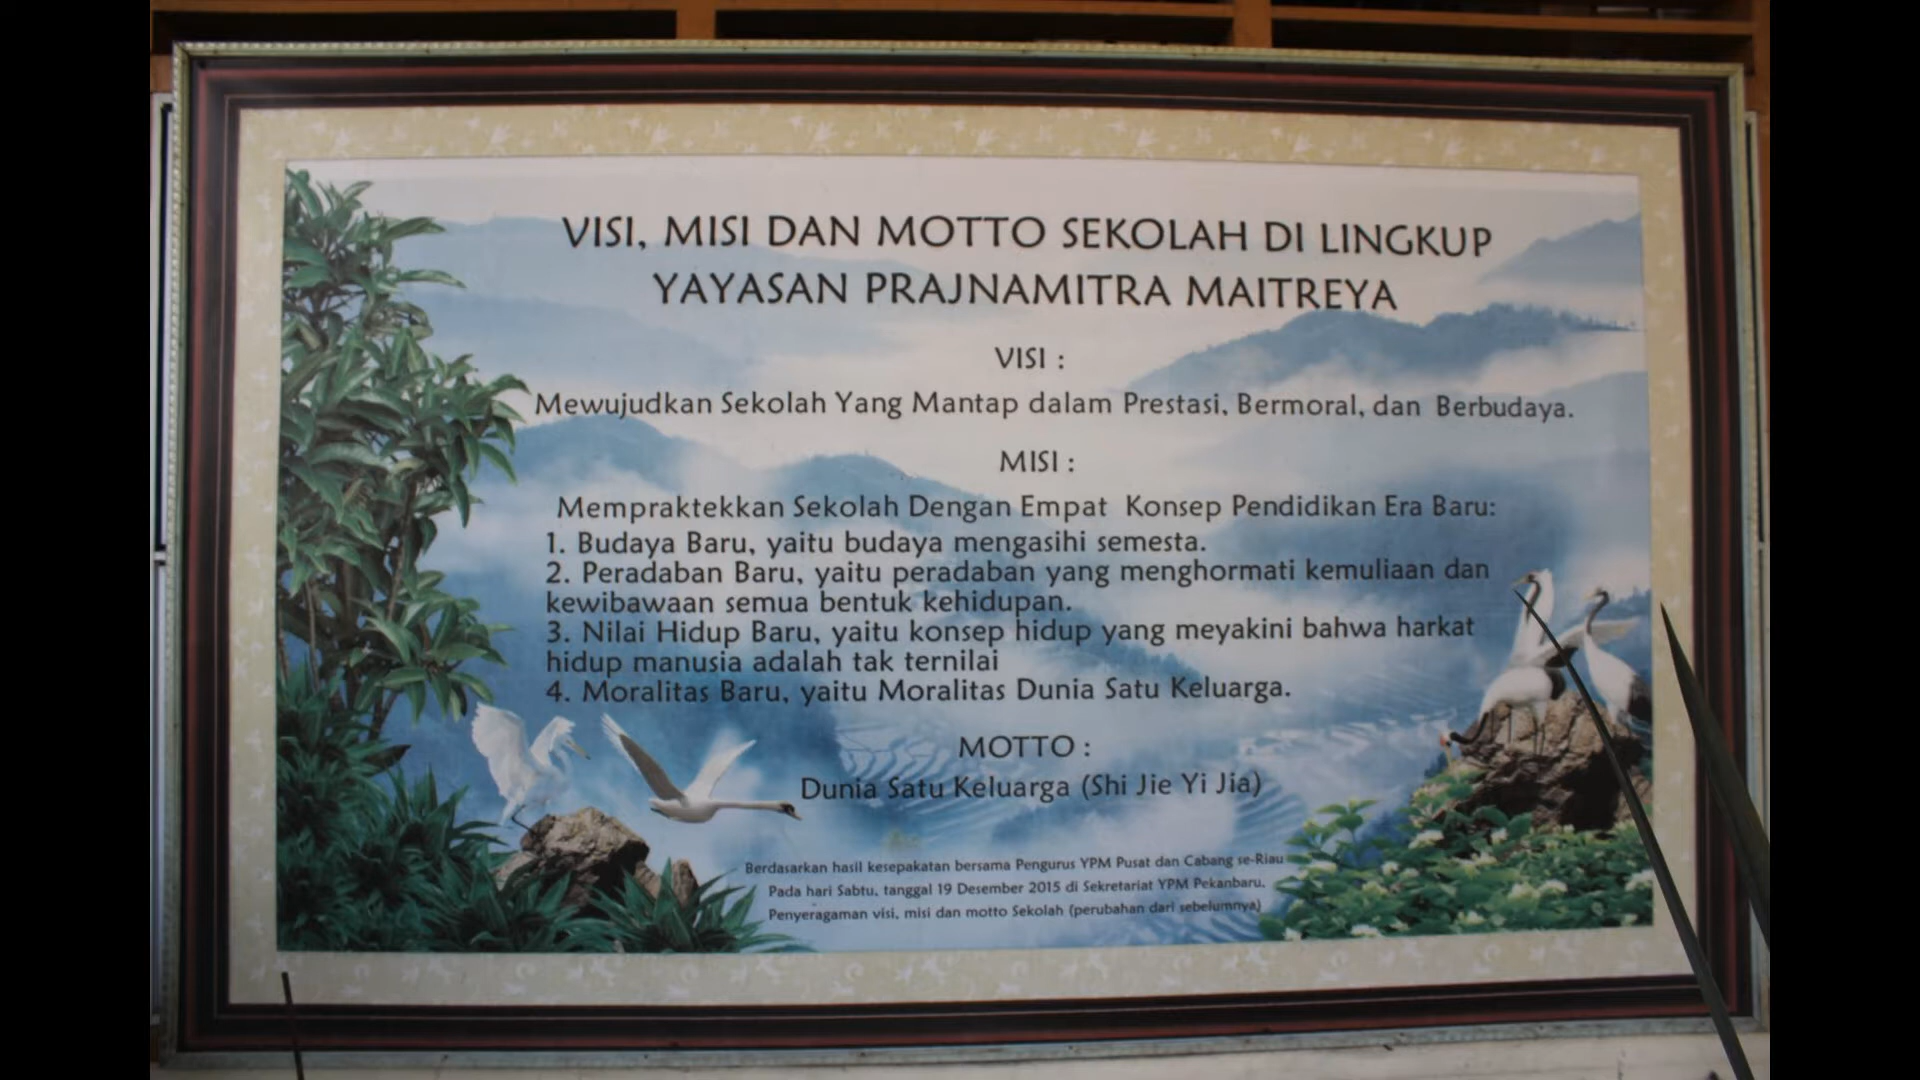 VISI, MISI DAN MOTTO SEKOLAH DI LINGKUP
YAYASAN PRAJNAMITRA MAITREYA
VISI :
Mewujudkan Sekolah Yang Mantap dalam Prestasi, Bermoral, dan Berbudaya.
MISI :
Mempraktekkan Sekolah Dengan Empat Konsep Pendidikan Era Baru:
1. Budaya Baru, yaitu budaya mengasihi semesta.
2. Peradaban Baru, yaitu peradaban yang menghormati kemuliaan dan
kewibawaan semua bentuk kehidupan.
3. Nilai Hidup Baru, yaitu konsep hidup yang meyakini bahwa harkat
hidup manusia adalah tak ternilai
4. Moralitas Baru, yaitu Moralitas Dunia Satu Keluarga.
MOTTO :
Dunia Satu Keluarga (Shi Jie Yi Jia)
Berdasarkan hasil kesepakatan bersama Pengurus YPM Pusat dan Cabang se-Riau
Pada hari Sabtu, tanggal 19 Desember 2015 di Sekretariat YPM Pekanbaru.
Penyeragaman visi, misi dan motto Sekolah (perubahan dari sebelumnya)